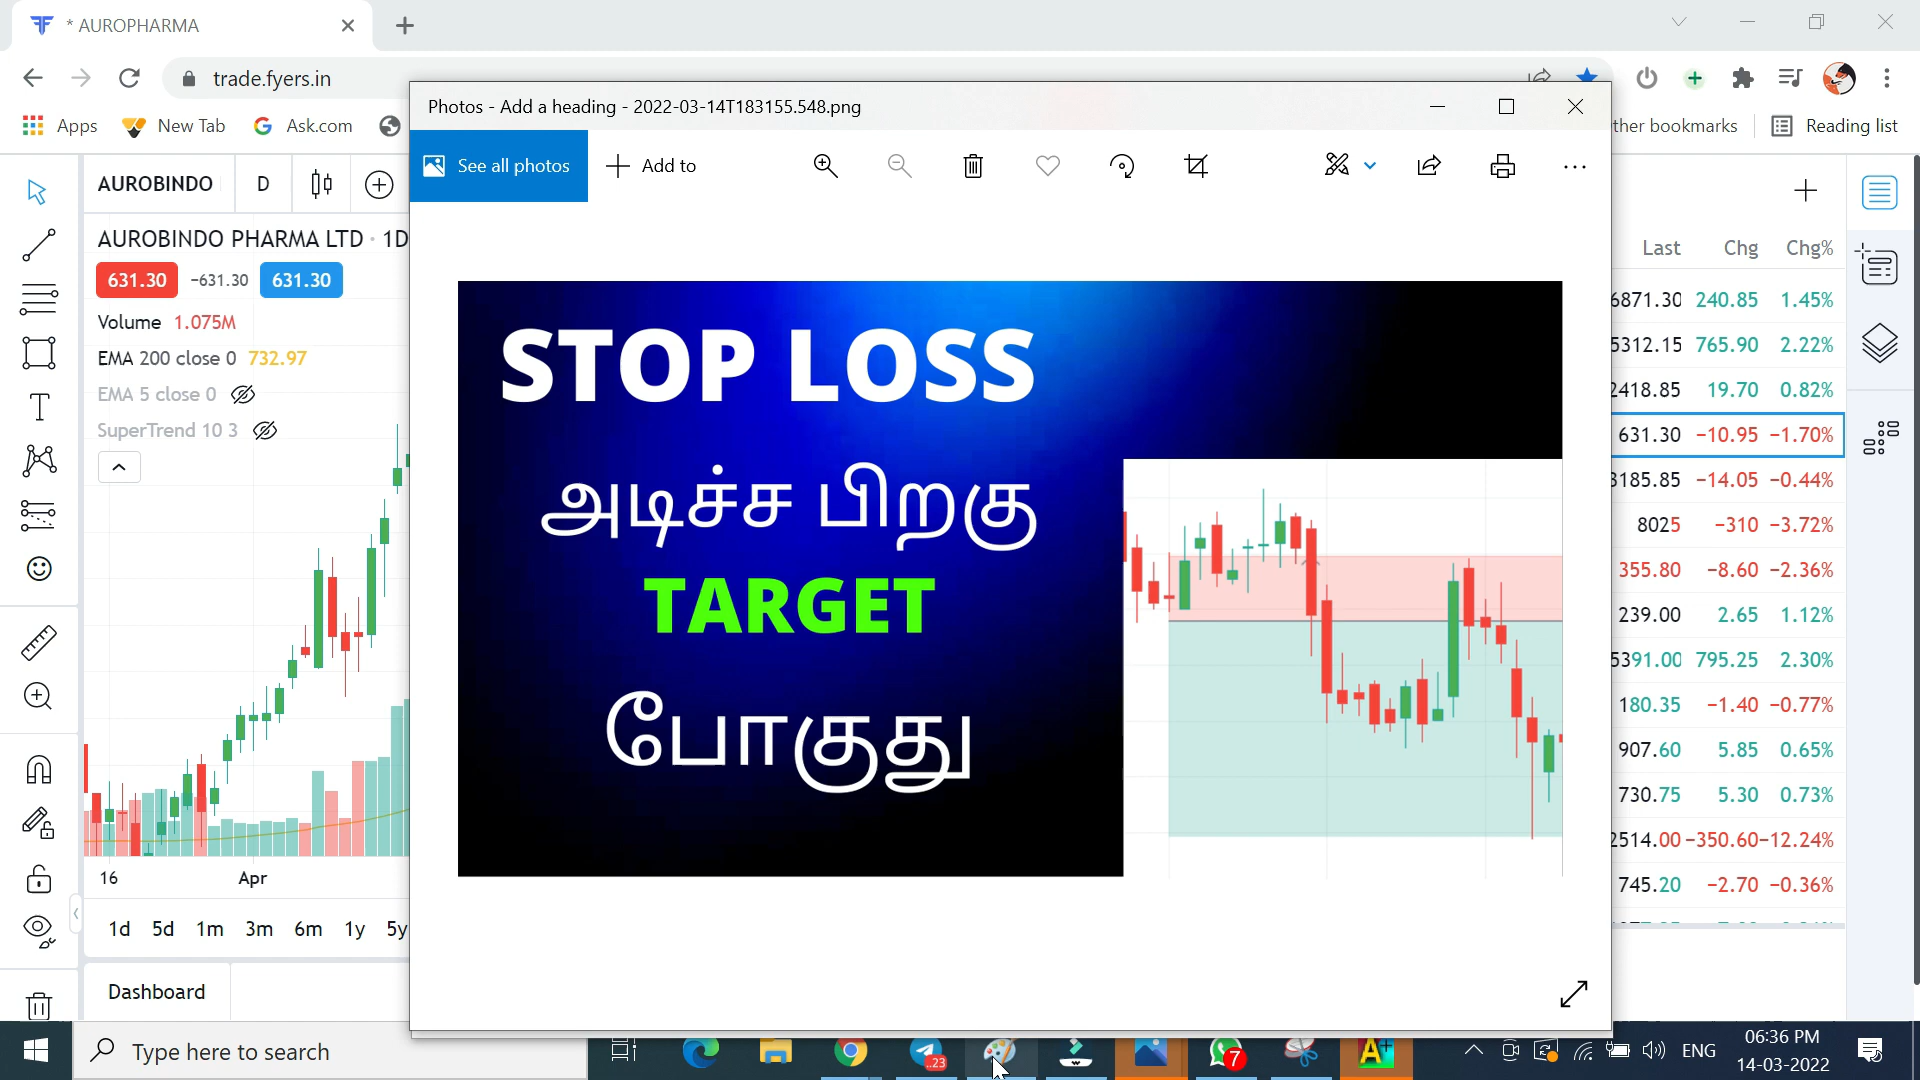 * AUROPHARMA
trade.fyers.in
Apps
New Tab
Ask.com
ther bookmarks
Reading list
Photos - Add a heading - 2022-03-14T183155.548.png
See all photos
Add to
AUROBINDO
D
AUROBINDO PHARMA LTD · 1D
631.30
−631.30
631.30
Volume 1.075M
EMA 200 close 0 732.97
EMA 5 close 0
SuperTrend 10 3
16
Apr
1d 5d 1m 3m 6m 1y 5y
Dashboard
STOP LOSS
அடிச்ச பிறகு
TARGET
போகுது
Last Chg Chg%
6871.30 240.85 1.45%
5312.15 765.90 2.22%
2418.85 19.70 0.82%
631.30 −10.95 −1.70%
3185.85 −14.05 −0.44%
8025 −310 −3.72%
355.80 −8.60 −2.36%
239.00 2.65 1.12%
5391.00 795.25 2.30%
180.35 −1.40 −0.77%
907.60 5.85 0.65%
730.75 5.30 0.73%
2514.00 −350.60 −12.24%
745.20 −2.70 −0.36%
Type here to search
23
7
A+
ENG
06:36 PM
14-03-2022